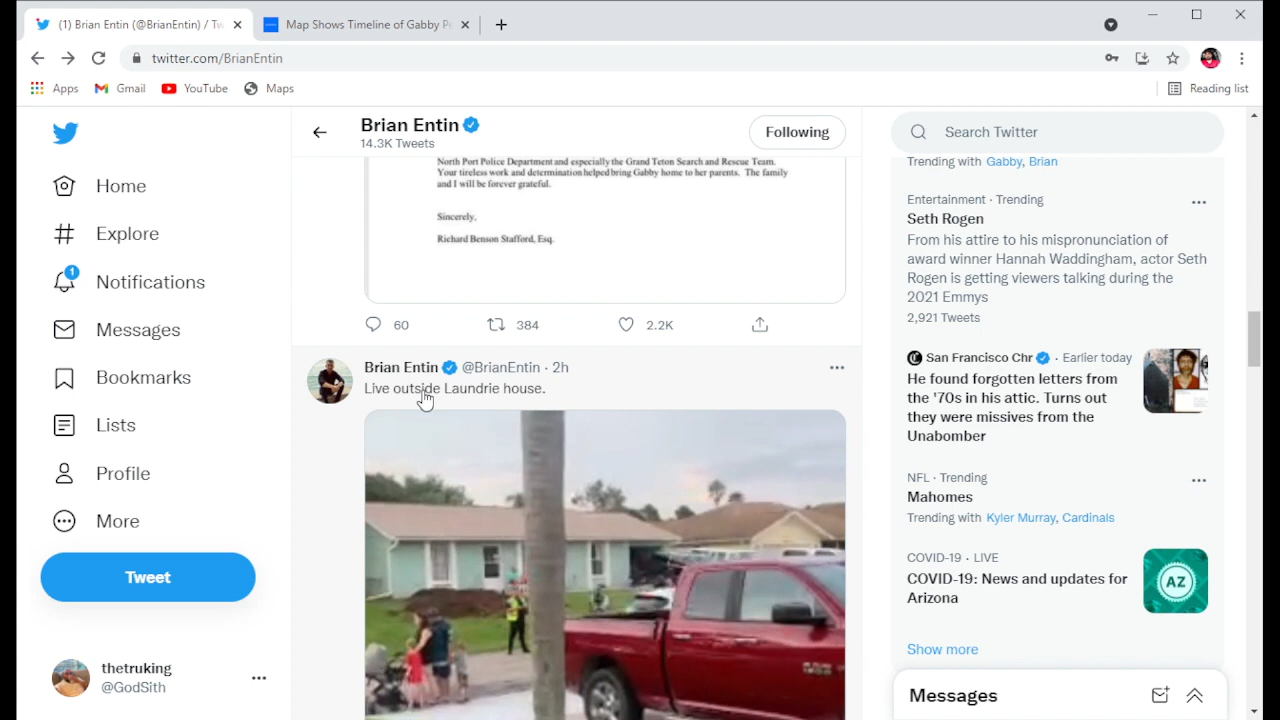 (1) Brian Entin (@BrianEntin) / Tw
Map Shows Timeline of Gabby Pe
twitter.com/BrianEntin
Apps
Gmail
YouTube
Maps
Reading list
Home
Explore
1
Notifications
Messages
Bookmarks
Lists
Profile
More
Tweet
thetruking
@GodSith
Brian Entin
14.3K Tweets
Following
North Port Police Department and especially the Grand Teton Search and Rescue Team.
Your tireless work and determination helped bring Gabby home to her parents. The family
and I will be forever grateful.
Sincerely,
Richard Benson Stafford, Esq.
60
384
2.2K
Brian Entin @BrianEntin · 2h
Live outside Laundrie house.
Search Twitter
Trending with Gabby, Brian
Entertainment · Trending
Seth Rogen
From his attire to his mispronunciation of
award winner Hannah Waddingham, actor Seth
Rogen is getting viewers talking during the
2021 Emmys
2,921 Tweets
San Francisco Chr · Earlier today
He found forgotten letters from
the '70s in his attic. Turns out
they were missives from the
Unabomber
NFL · Trending
Mahomes
Trending with Kyler Murray, Cardinals
COVID-19 · LIVE
COVID-19: News and updates for
Arizona
AZ
Show more
Messages